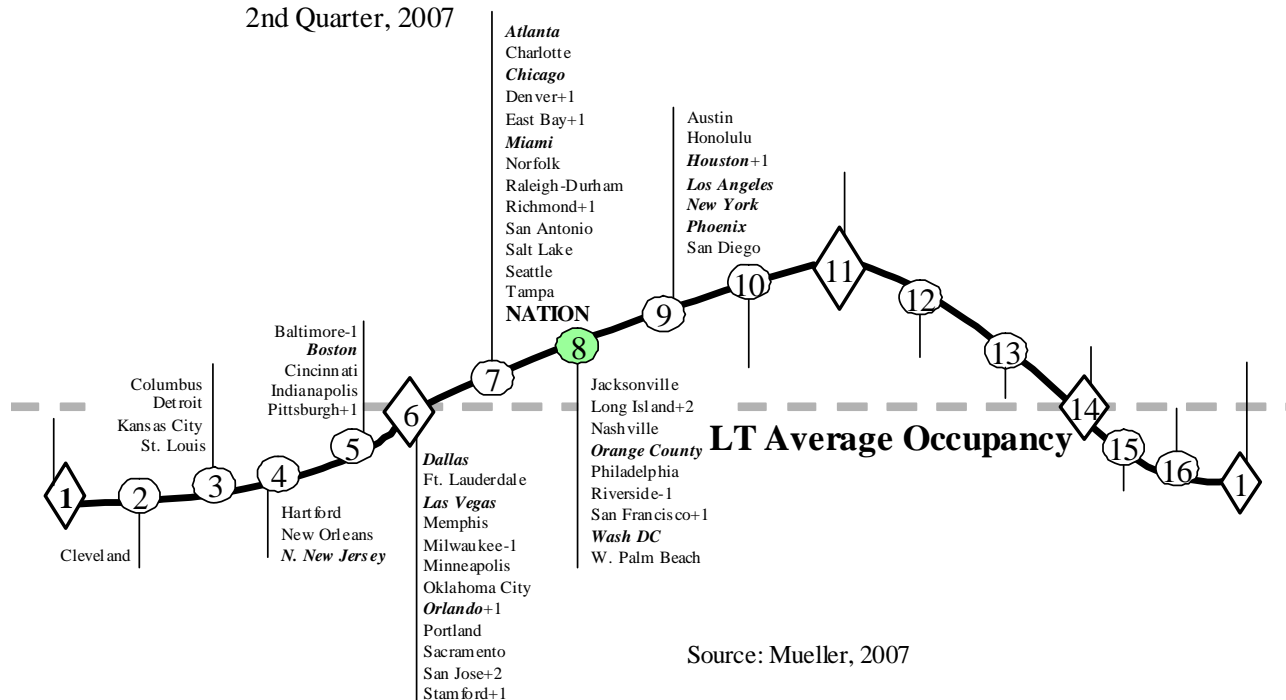 2nd Quarter, 2007
Atlanta
Charlotte
Chicago
Denver+1
East Bay+1
Miami
Norfolk
Raleigh-Durham
Richmond+1
San Antonio
Salt Lake
Seattle
Tampa
NATION
Austin
Honolulu
Houston+1
Los Angeles
New York
Phoenix
San Diego
Baltimore-1
Boston
Cincinnati
Indianapolis
Pittsburgh+1
Columbus
Detroit
Kansas City
St. Louis
1
2
3
4
5
6
7
8
9
10
11
12
13
14
15
16
1
LT Average Occupancy
Cleveland
Hartford
New Orleans
N. New Jersey
Dallas
Ft. Lauderdale
Las Vegas
Memphis
Milwaukee-1
Minneapolis
Oklahoma City
Orlando+1
Portland
Sacramento
San Jose+2
Stamford+1
Jacksonville
Long Island+2
Nashville
Orange County
Philadelphia
Riverside-1
San Francisco+1
Wash DC
W. Palm Beach
Source: Mueller, 2007